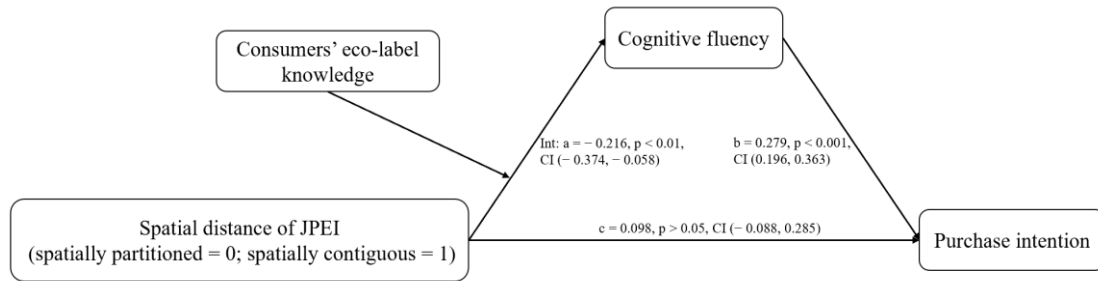 Cognitive fluency
Consumers’ eco-label
knowledge
Int: a = − 0.216, p < 0.01,
CI (− 0.374, − 0.058)
b = 0.279, p < 0.001,
CI (0.196, 0.363)
Spatial distance of JPEI
(spatially partitioned = 0; spatially contiguous = 1)
c = 0.098, p > 0.05, CI (− 0.088, 0.285)
Purchase intention